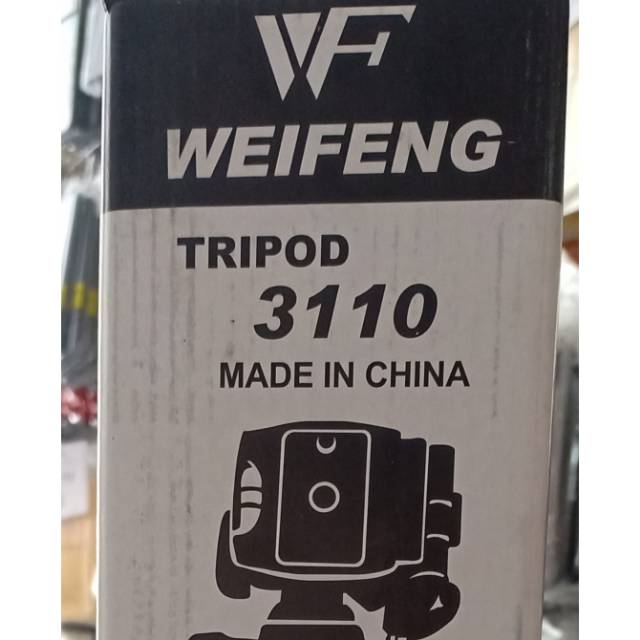 WF
WEIFENG
TRIPOD
3110
MADE IN CHINA